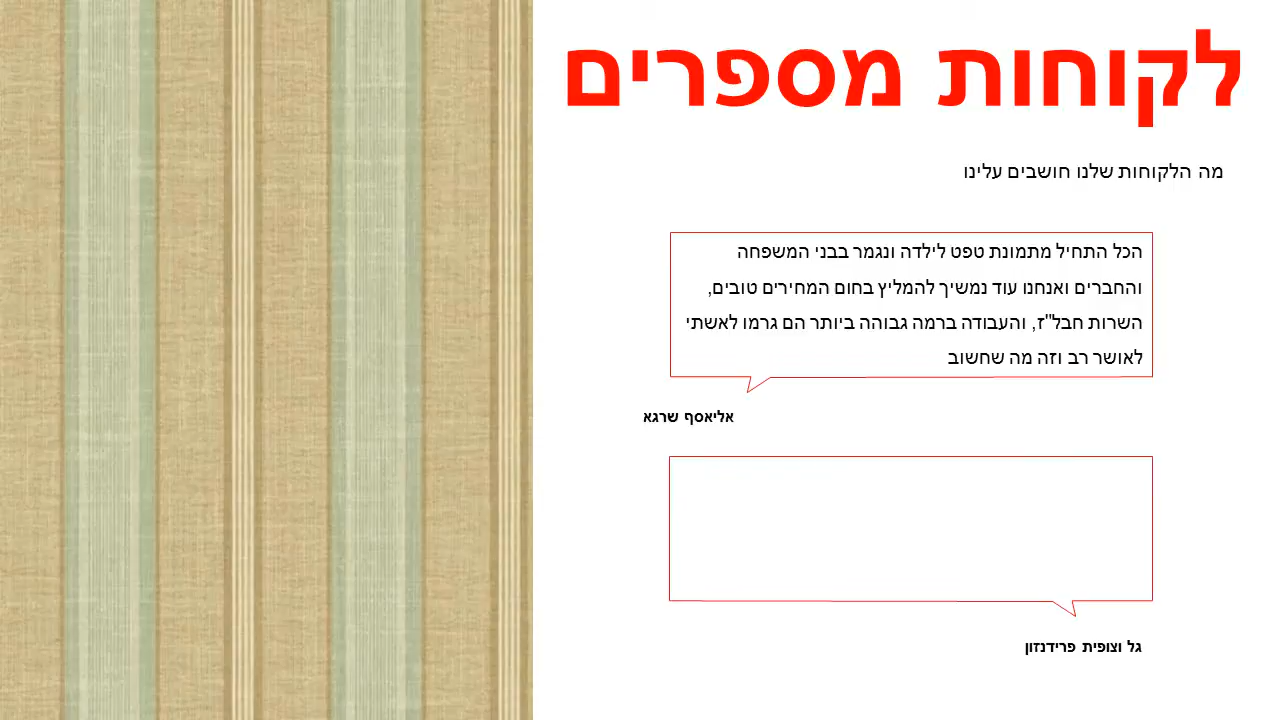 לקוחות מספרים
מה הלקוחות שלנו חושבים עלינו
הכל התחיל מתמונת טפט לילדה ונגמר בבני המשפחה
והחברים ואנחנו עוד נמשיך להמליץ בחום המחירים טובים,
השרות חבל"ז, והעבודה ברמה גבוהה ביותר הם גרמו לאשתי
לאושר רב וזה מה שחשוב
אליאסף שרגא
גל וצופית פרידנזון